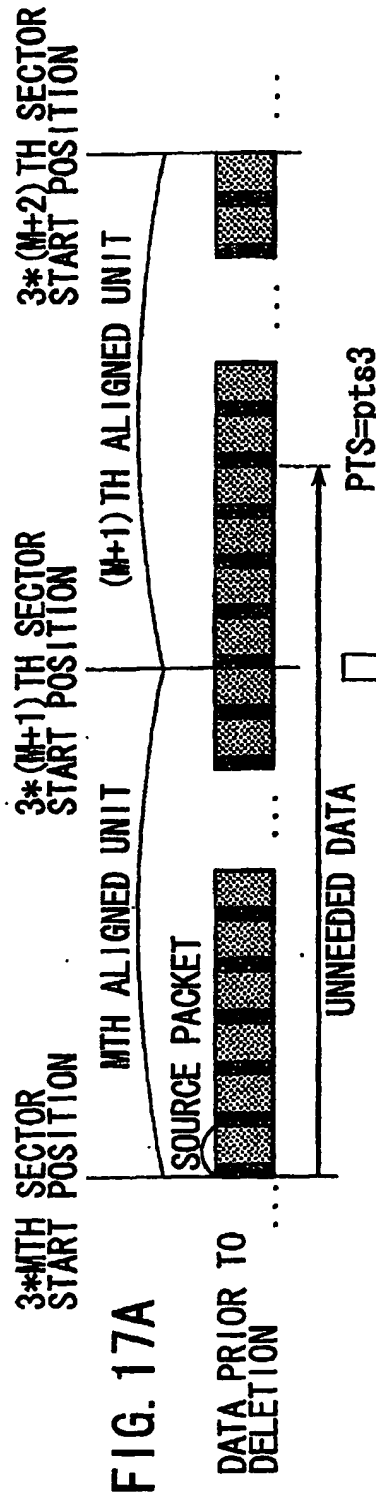 FIG. 17A
3*MTH SECTOR
START POSITION
3*(M+1)TH SECTOR
START POSITION
3*(M+2)TH SECTOR
START POSITION
MTH ALIGNED UNIT
(M+1)TH ALIGNED UNIT
SOURCE PACKET
DATA PRIOR TO
DELETION
UNNEEDED DATA
PTS=pts3